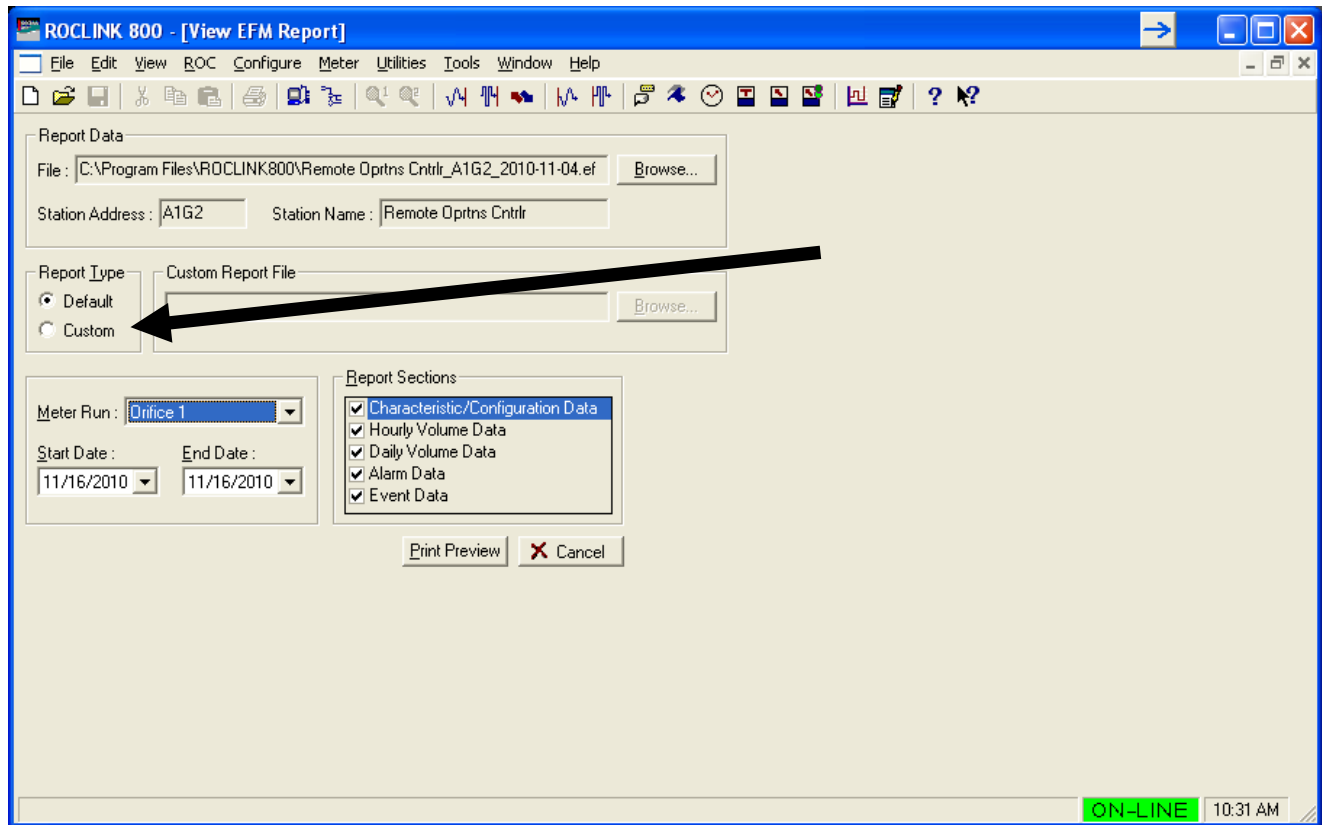 ROCLINK 800 - [View EFM Report]
File Edit View ROC Configure Meter Utilities Tools Window Help
Report Data
File : C:\Program Files\ROCLINK800\Remote Oprtns Cntrlr_A1G2_2010-11-04.ef Browse...
Station Address : A1G2 Station Name : Remote Oprtns Cntrlr
Report Type Custom Report File
Default
Browse...
Custom
Report Sections
Meter Run : Orifice 1
Characteristic/Configuration Data
Hourly Volume Data
Start Date : End Date :
Daily Volume Data
11/16/2010 11/16/2010
Alarm Data
Event Data
Print Preview Cancel
ON-LINE 10:31 AM